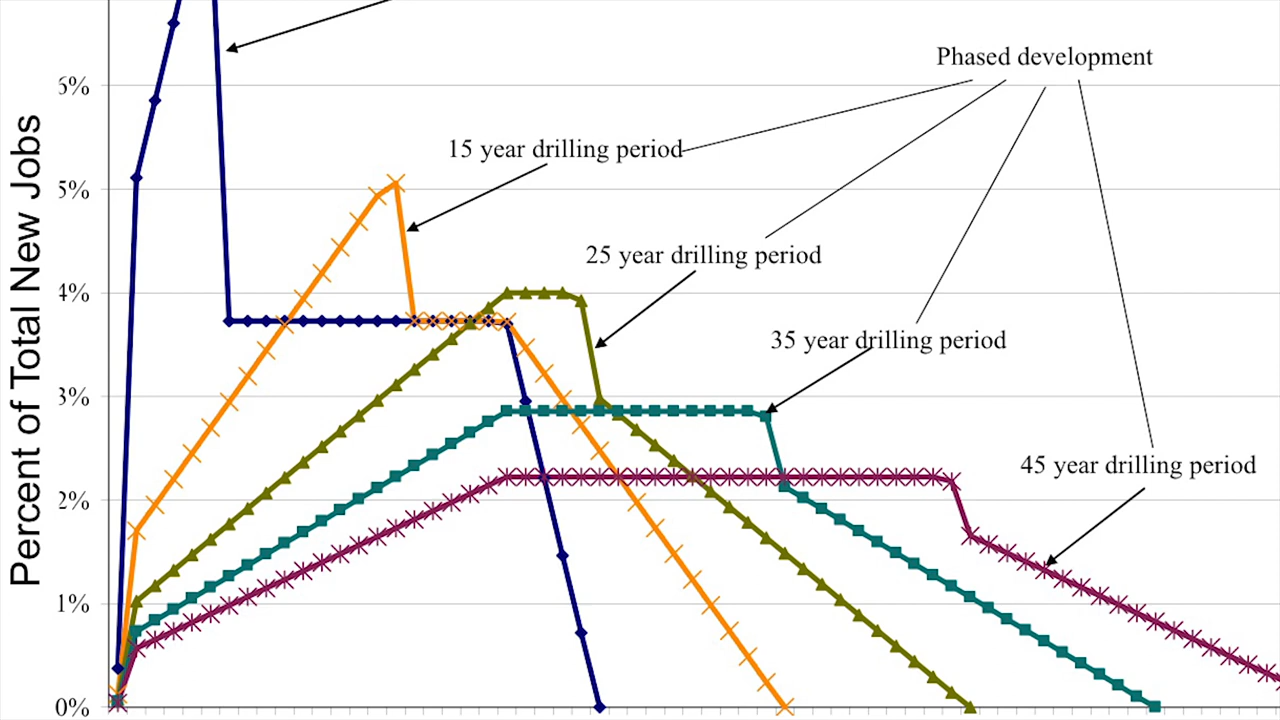 Phased development
6%
15 year drilling period
5%
25 year drilling period
4%
35 year drilling period
3%
45 year drilling period
2%
1%
0%
Percent of Total New Jobs